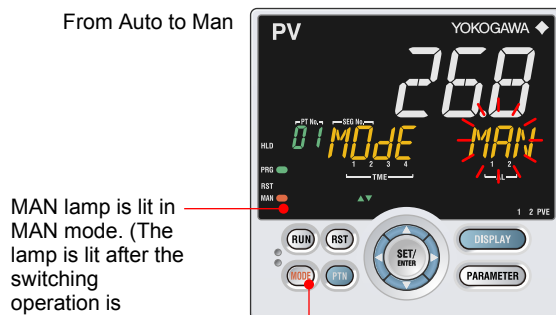 From Auto to Man
PV
YOKOGAWA
268
PT No.
SEG No.
01 MOdE MAN
HLD
1 2 3 4
1 2
TME
AL
PRG
RST
MAN
1 2 PVE
MAN lamp is lit in
MAN mode. (The
lamp is lit after the
switching
operation is
RUN
RST
SET/
ENTER
DISPLAY
MODE
PTN
PARAMETER